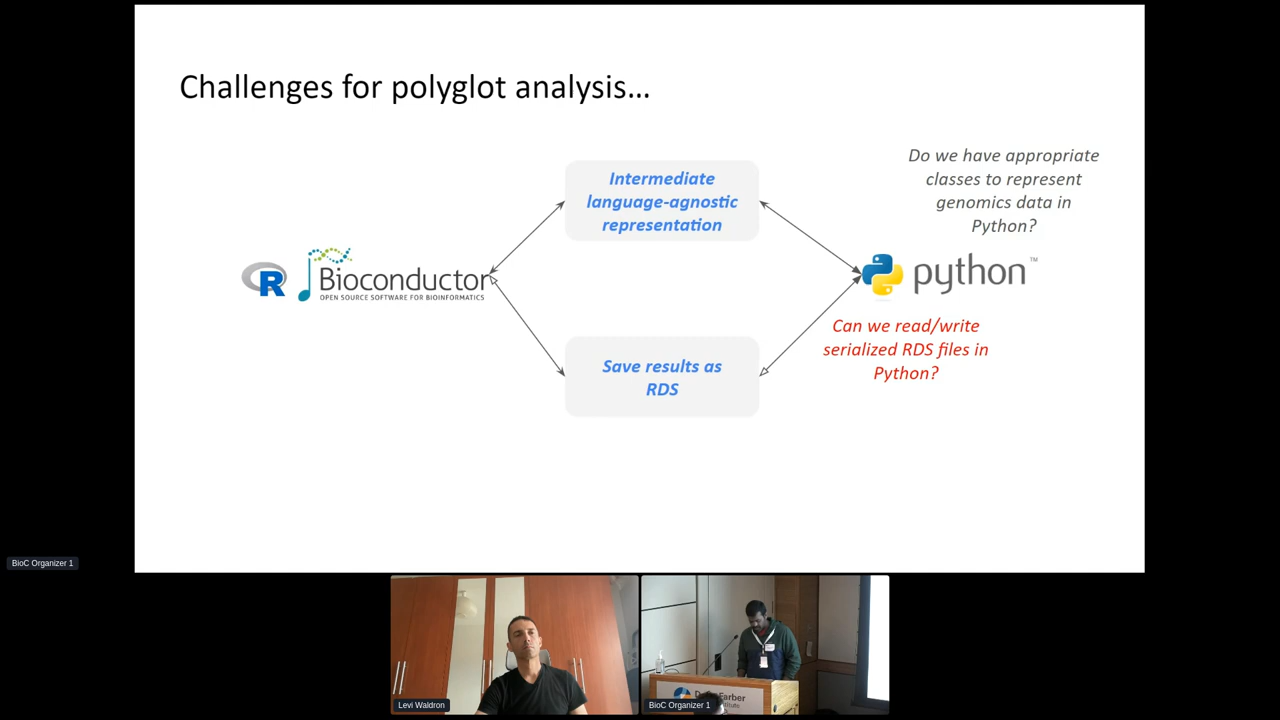 Challenges for polyglot analysis...
Do we have appropriate
classes to represent
genomics data in
Python?
Intermediate
language-agnostic
representation
R
Bioconductor
OPEN SOURCE SOFTWARE FOR BIOINFORMATICS
python™
Can we read/write
serialized RDS files in
Python?
Save results as
RDS
BioC Organizer 1
Farber
Levi Waldron
BioC Organizer 1